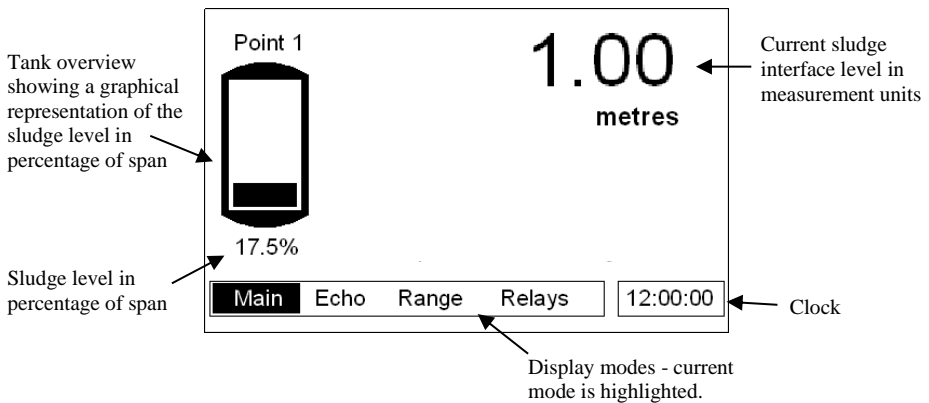 Point 1
1.00
metres
17.5%
Main Echo Range Relays 12:00:00
Tank overview
showing a graphical
representation of the
sludge level in
percentage of span
Sludge level in
percentage of span
Current sludge
interface level in
measurement units
Clock
Display modes - current
mode is highlighted.